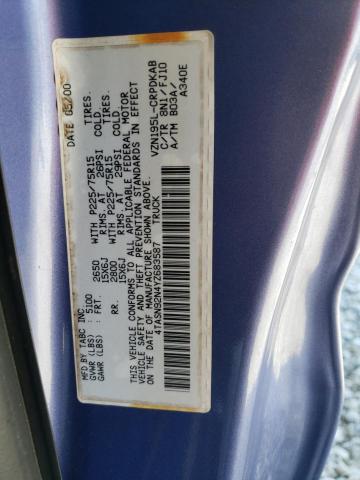 MFD BY TABC INC DATE 05/00
GVWR (LBS) : 5100
GAWR (LBS) : FRT. 2650 WITH P225/75R15 TIRES.
15X6J RIMS. AT 26PSI COLD.
RR. 2800 WITH P225/75R15 TIRES.
15X6J RIMS. AT 29PSI COLD.
THIS VEHICLE CONFORMS TO ALL APPLICABLE FEDERAL MOTOR
VEHICLE SAFETY AND THEFT PREVENTION STANDARDS IN EFFECT
ON THE DATE OF MANUFACTURE SHOWN ABOVE.
4TASN92N4YZ683587 TRUCK
VZN195L-CRPDKAB
C/TR 8N1/FJ10
A/TM B03A/
A340E